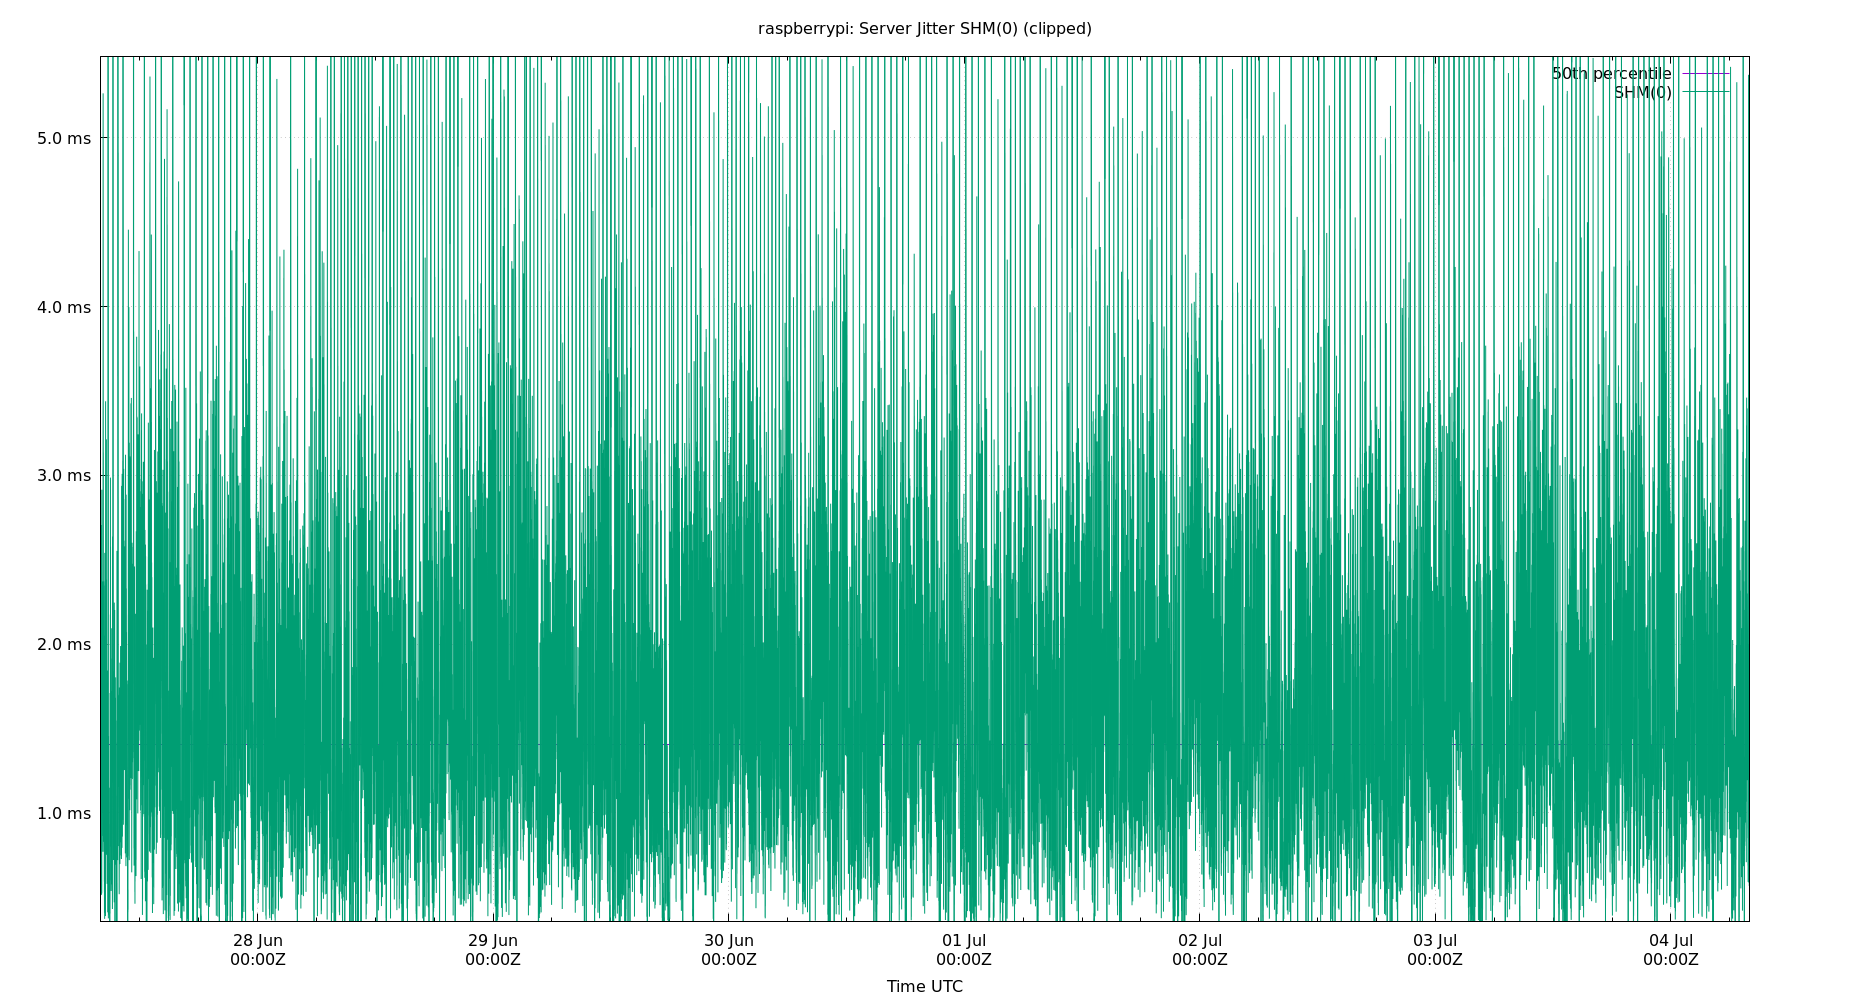 raspberrypi: Server Jitter SHM(0) (clipped)
50th percentile
SHM(0)
5.0 ms
4.0 ms
3.0 ms
2.0 ms
1.0 ms
28 Jun 29 Jun 30 Jun 01 Jul 02 Jul 03 Jul 04 Jul
00:00Z 00:00Z 00:00Z 00:00Z 00:00Z 00:00Z 00:00Z
Time UTC